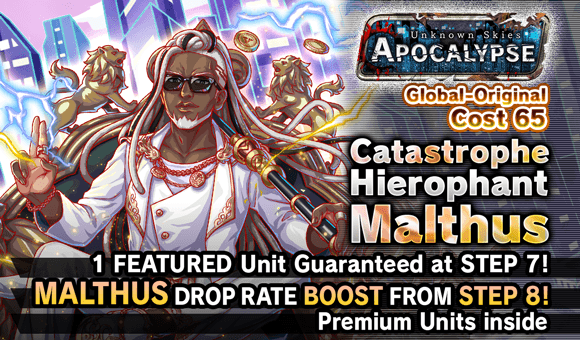 Unknown Skies
APOCALYPSE
Global-Original
Cost 65
Catastrophe
Hierophant
Malthus
1 FEATURED Unit Guaranteed at STEP 7!
MALTHUS DROP RATE BOOST FROM STEP 8!
Premium Units inside